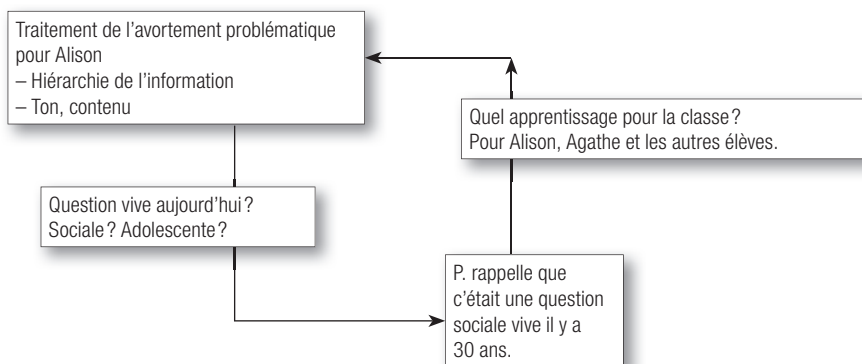 Traitement de l’avortement problématique
pour Alison
– Hiérarchie de l’information
– Ton, contenu
Quel apprentissage pour la classe ?
Pour Alison, Agathe et les autres élèves.
Question vive aujourd’hui ?
Sociale ? Adolescente ?
P. rappelle que
c’était une question
sociale vive il y a
30 ans.